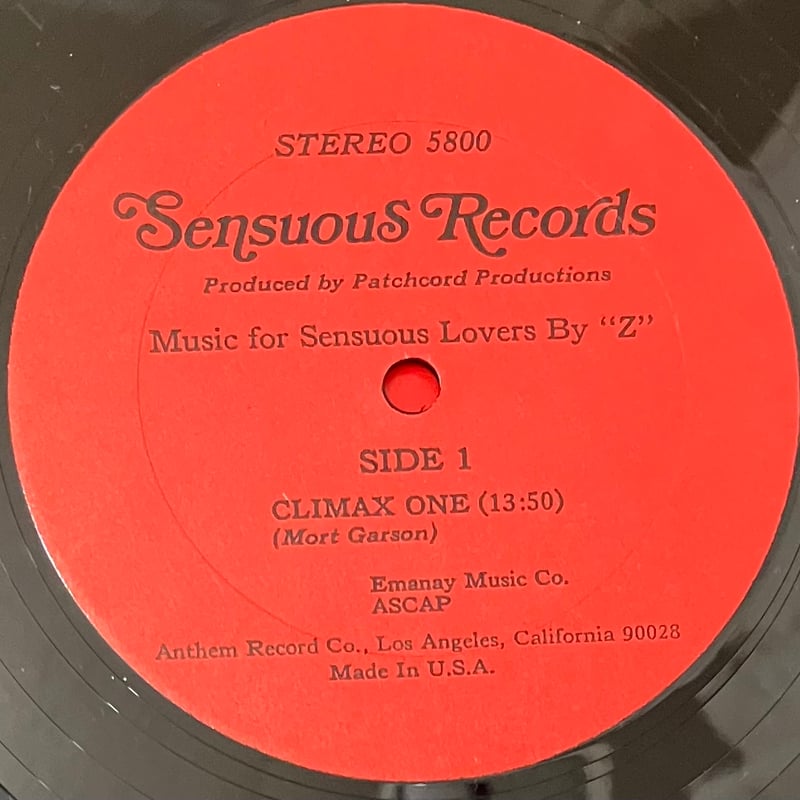 STEREO 5800
Sensuous Records
Produced by Patchcord Productions
Music for Sensuous Lovers By “Z”
SIDE 1
CLIMAX ONE (13:50)
(Mort Garson)
Emanay Music Co.
ASCAP
Anthem Record Co., Los Angeles, California 90028
Made In U.S.A.